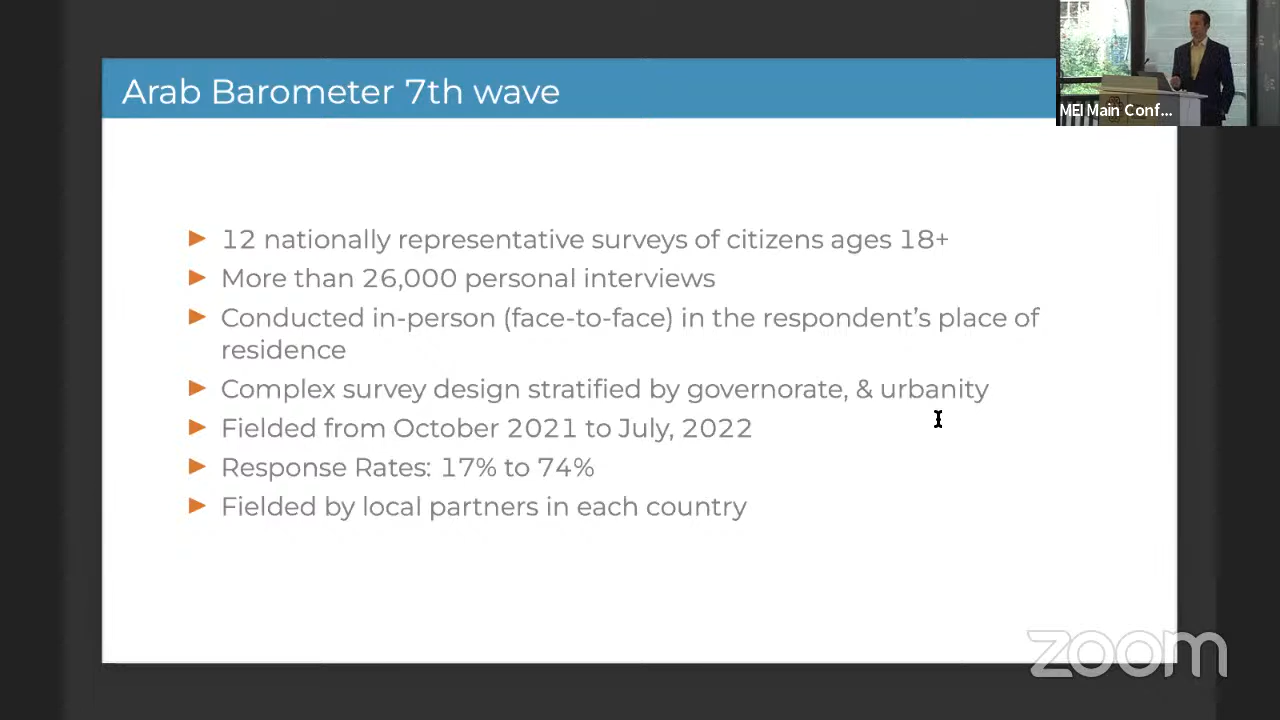 Arab Barometer 7th wave
MEI Main Conf...
▶ 12 nationally representative surveys of citizens ages 18+
▶ More than 26,000 personal interviews
▶ Conducted in-person (face-to-face) in the respondent’s place of
residence
▶ Complex survey design stratified by governorate, & urbanity
▶ Fielded from October 2021 to July, 2022
▶ Response Rates: 17% to 74%
▶ Fielded by local partners in each country
zoom